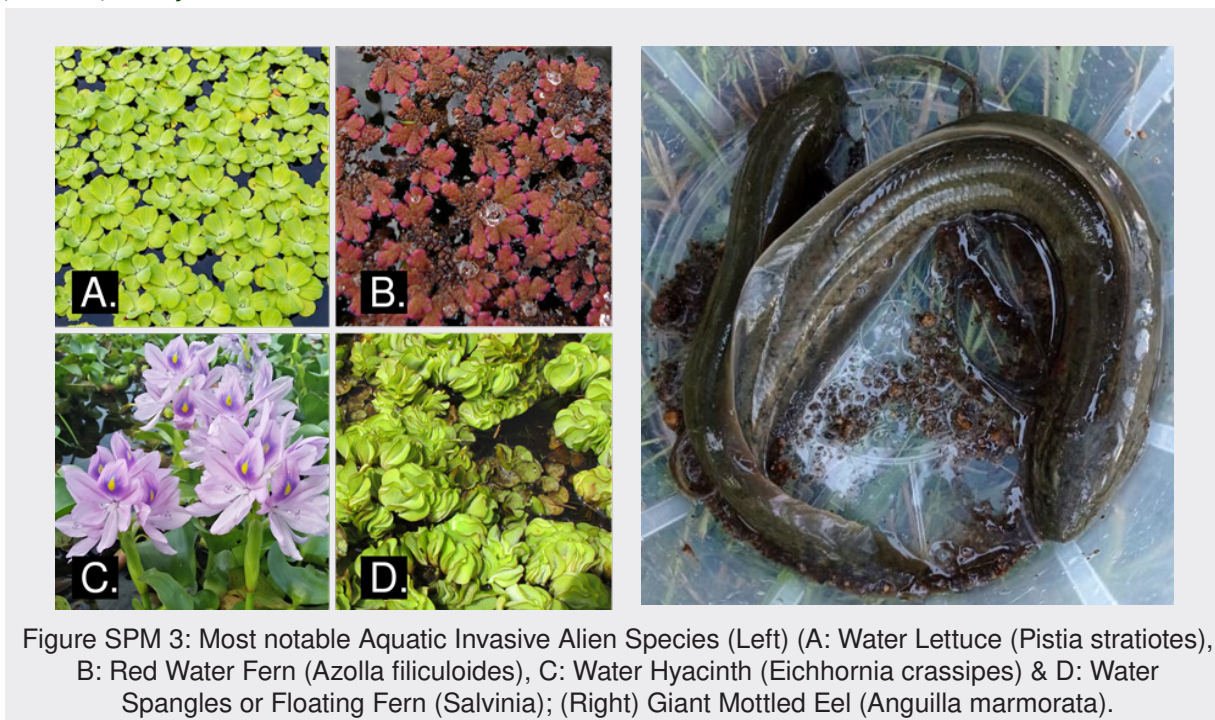 A.
B.
C.
D.
Figure SPM 3: Most notable Aquatic Invasive Alien Species (Left) (A: Water Lettuce (Pistia stratiotes),
B: Red Water Fern (Azolla filiculoides), C: Water Hyacinth (Eichhornia crassipes) & D: Water
Spangles or Floating Fern (Salvinia); (Right) Giant Mottled Eel (Anguilla marmorata).